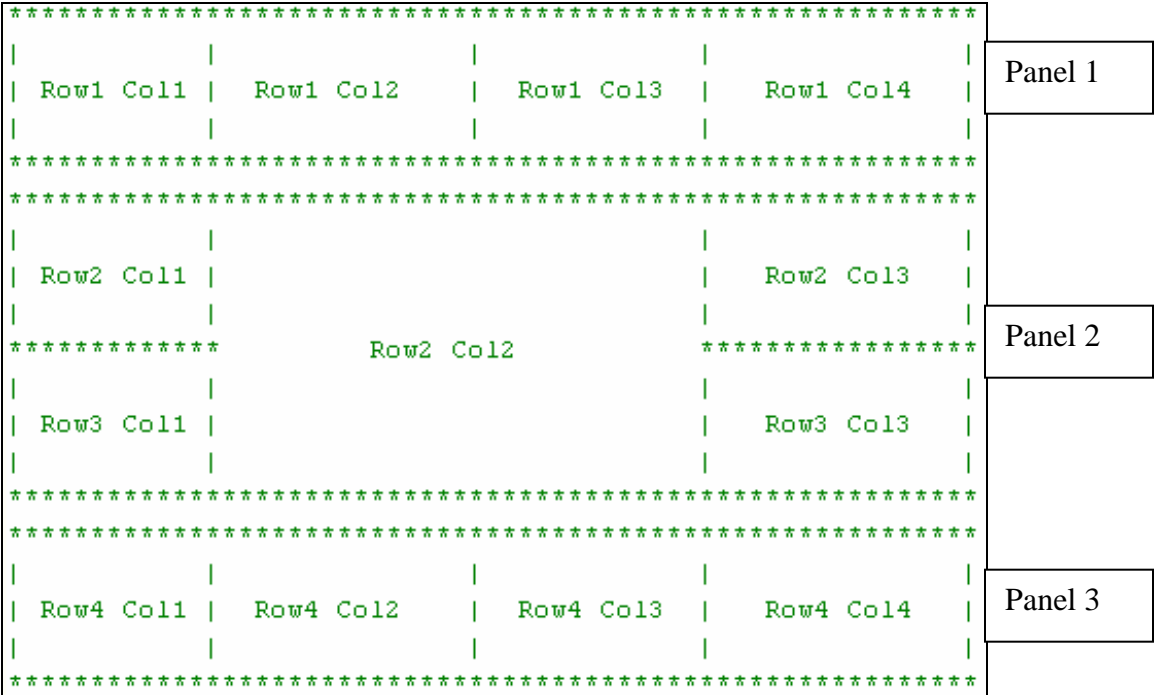 Row1 Col1 Row1 Col2 Row1 Col3 Row1 Col4
Panel 1
Row2 Col1 Row2 Col3
Row2 Col2
Panel 2
Row3 Col1 Row3 Col3
Row4 Col1 Row4 Col2 Row4 Col3 Row4 Col4
Panel 3